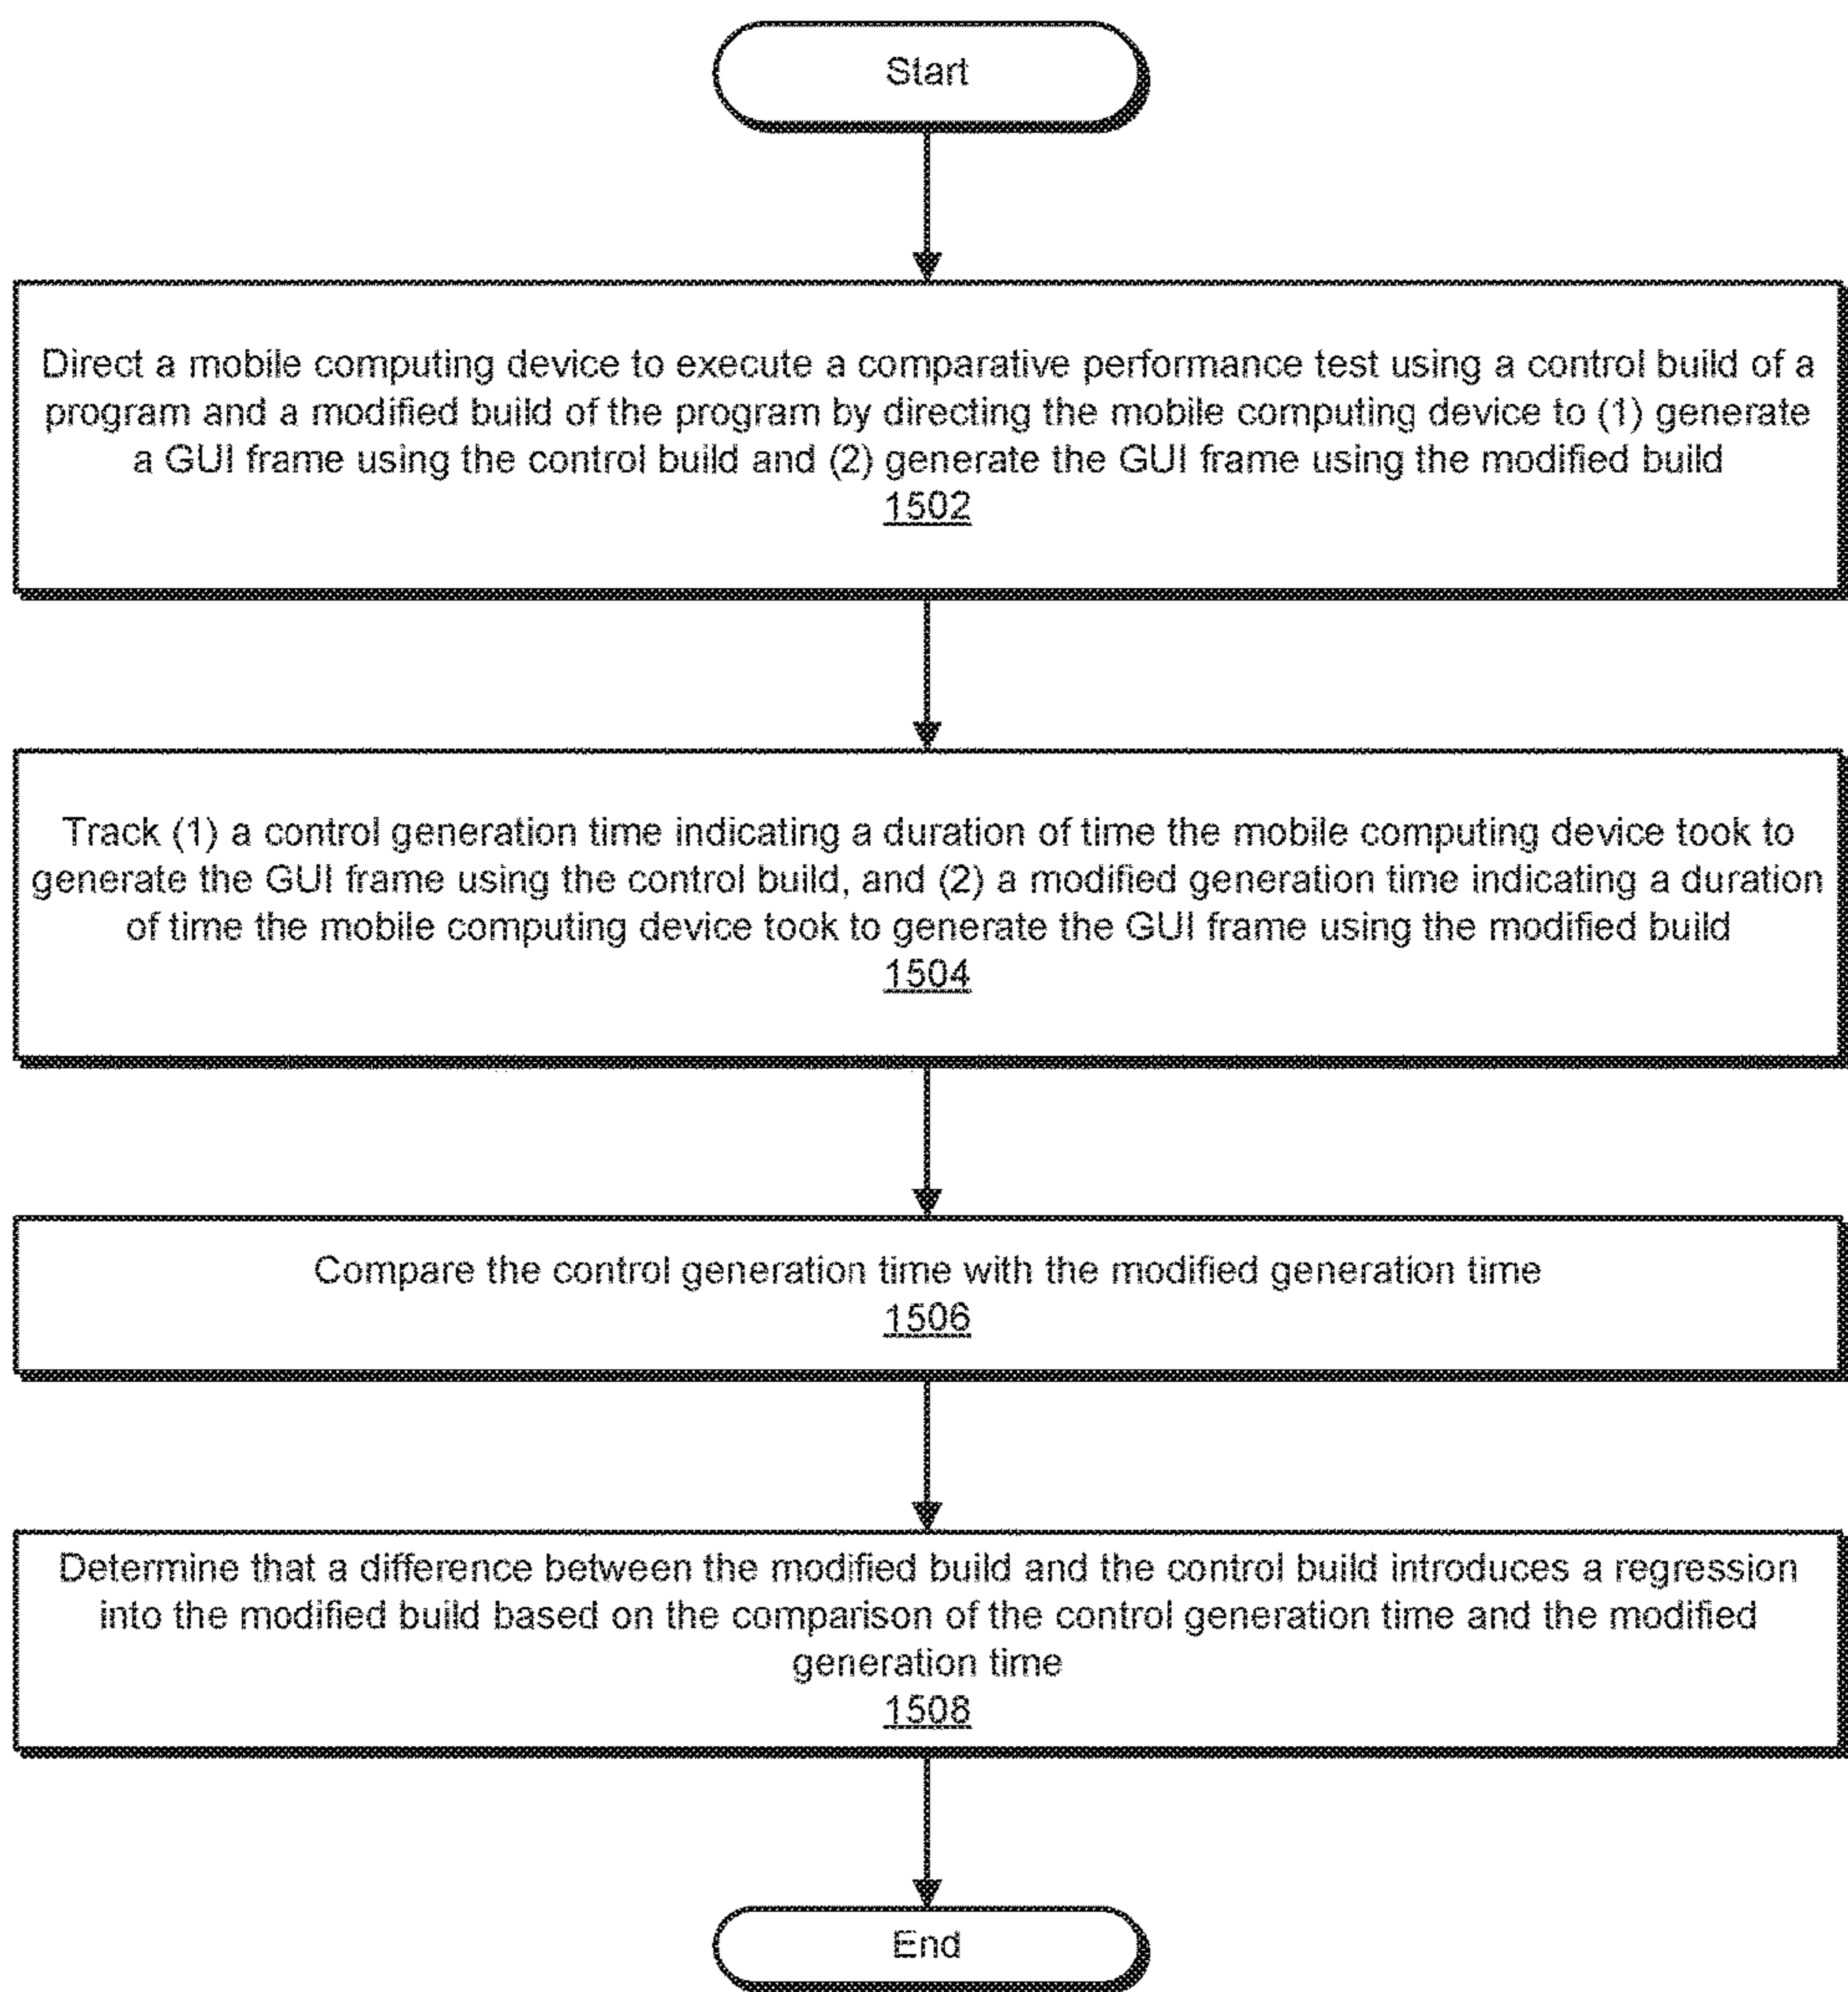 Start
Direct a mobile computing device to execute a comparative performance test using a control build of a
program and a modified build of the program by directing the mobile computing device to (1) generate
a GUI frame using the control build and (2) generate the GUI frame using the modified build
1502
Track (1) a control generation time indicating a duration of time the mobile computing device took to
generate the GUI frame using the control build, and (2) a modified generation time indicating a duration
of time the mobile computing device took to generate the GUI frame using the modified build
1504
Compare the control generation time with the modified generation time
1506
Determine that a difference between the modified build and the control build introduces a regression
into the modified build based on the comparison of the control generation time and the modified
generation time
1508
End